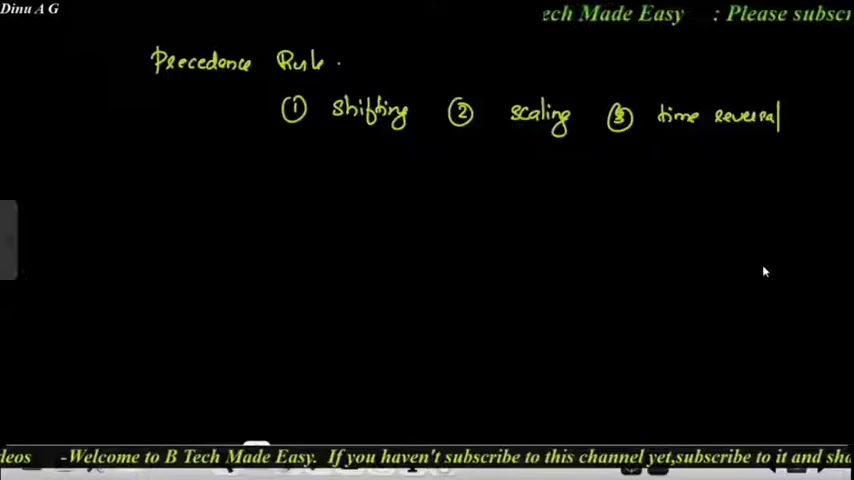 Dinu A G
ech Made Easy : Please subscr
Precedence Rule .
① shifting ② scaling ③ time reversal
deos -Welcome to B Tech Made Easy. If you haven't subscribe to this channel yet,subscribe to it and sha